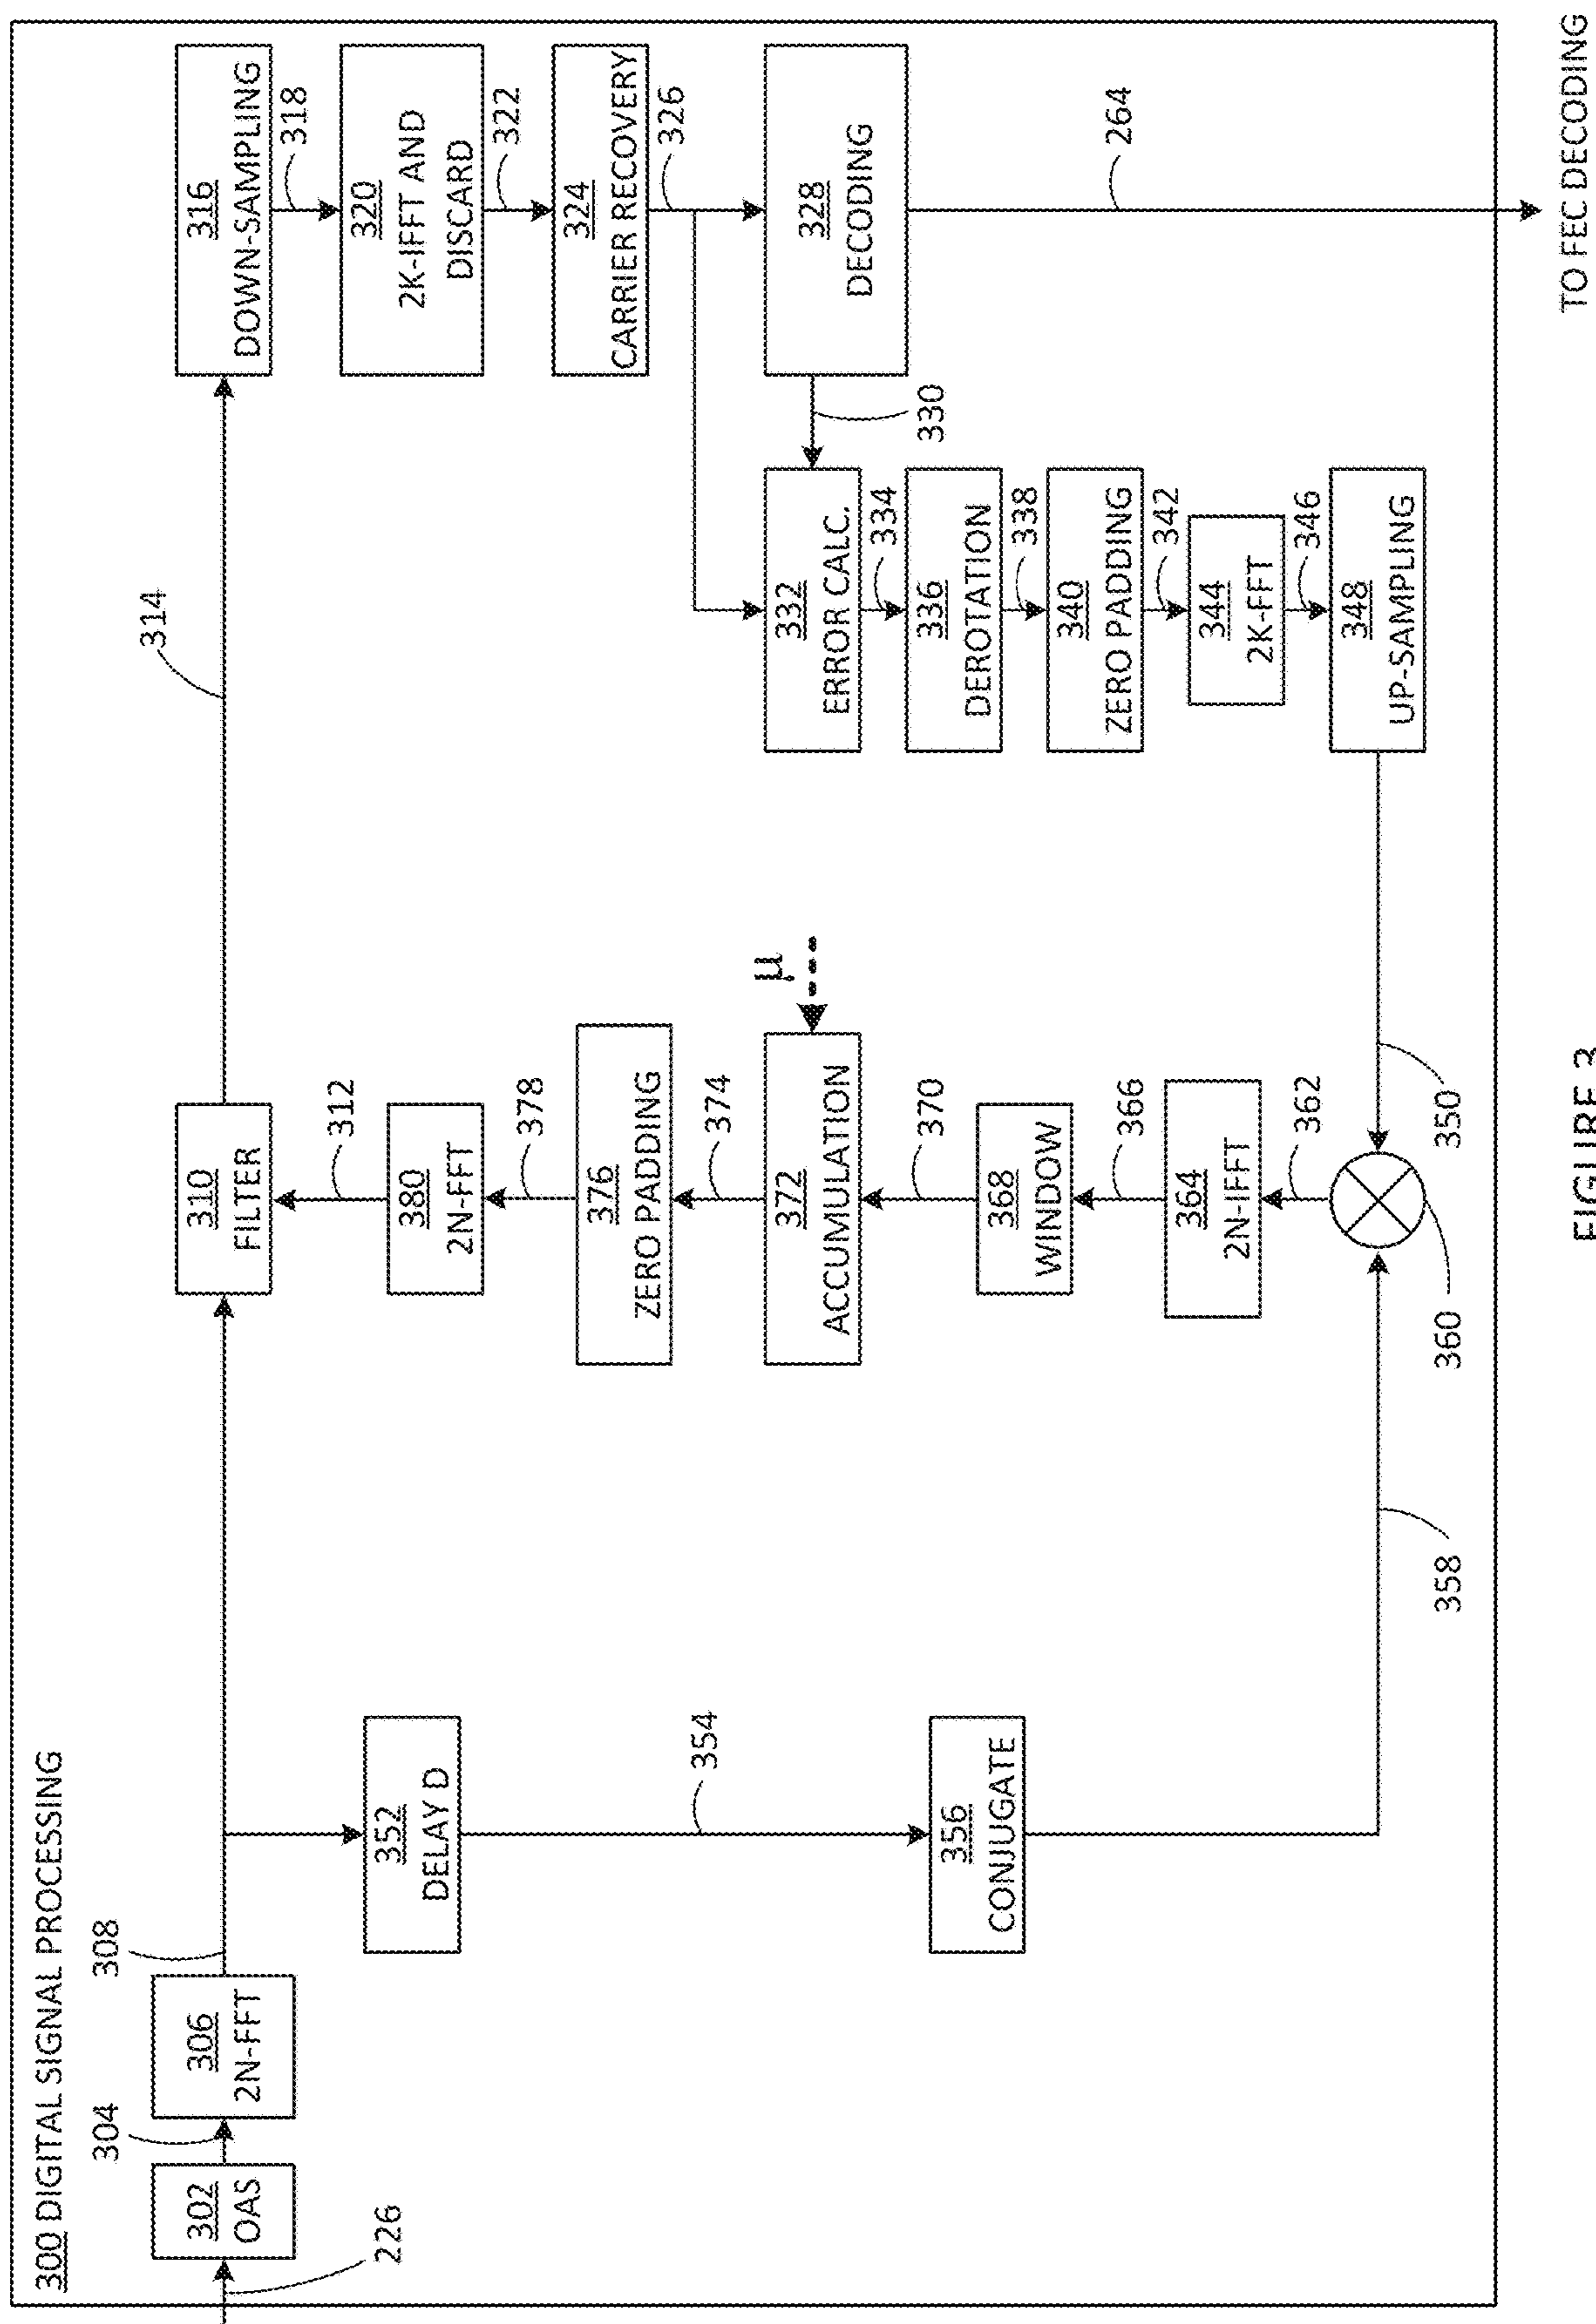 300 DIGITAL SIGNAL PROCESSING
226
302
OAS
304
306
2N-FFT
308
310
FILTER
312
314
316
DOWN-SAMPLING
318
320
2K-IFFT AND
DISCARD
322
324
CARRIER RECOVERY
326
328
DECODING
264
TO FEC DECODING
330
332
ERROR CALC.
334
336
DEROTATION
338
340
ZERO PADDING
342
344
2K-FFT
346
348
UP-SAMPLING
350
352
DELAY D
354
356
CONJUGATE
358
360
362
364
2N-IFFT
366
368
WINDOW
370
372
ACCUMULATION
μ
374
376
ZERO PADDING
378
380
2N-FFT
FIGURE 3